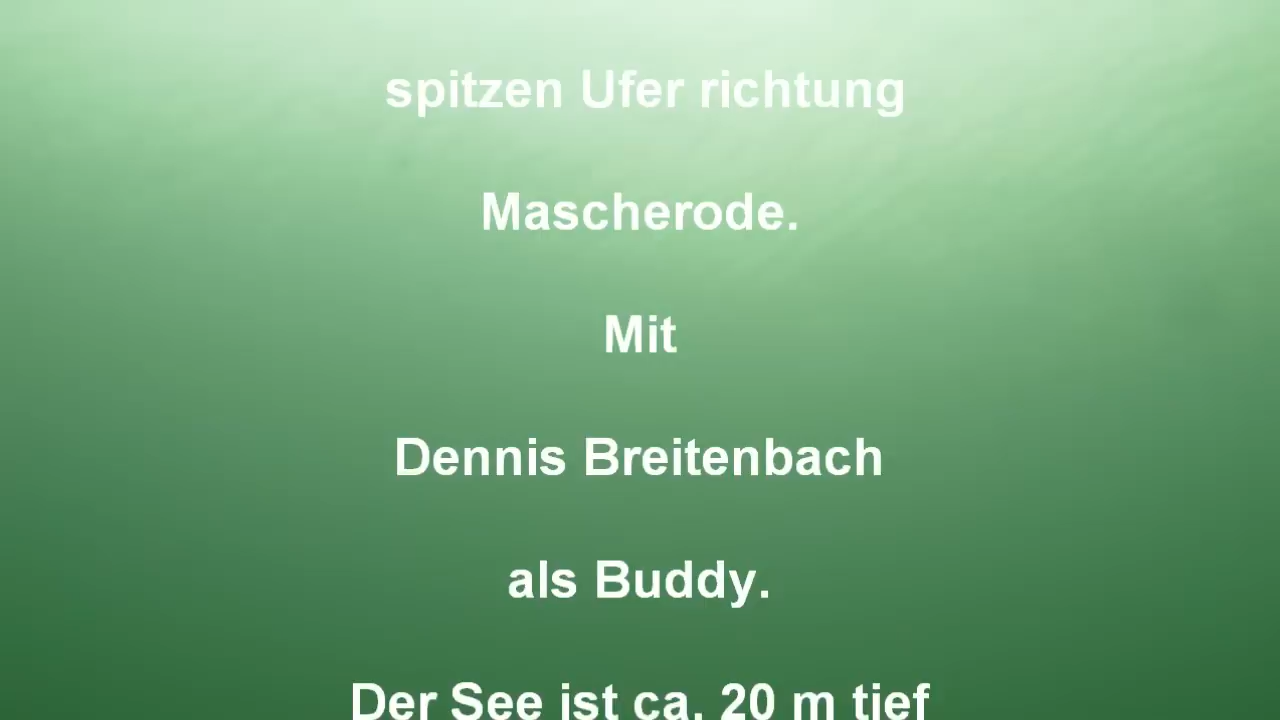 spitzen Ufer richtung
Mascherode.
Mit
Dennis Breitenbach
als Buddy.
Der See ist ca. 20 m tief